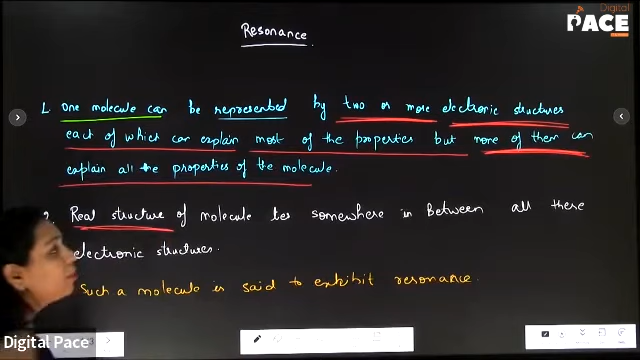 Digital
PACE
Resonance
1. One molecule can be represented by two or more electronic structures
each of which can explain most of the properties but none of them can
explain all the properties of the molecule.
Real structure of molecule lies somewhere in Between all these
electronic structures.
Such a molecule is said to exhibit resonance.
Digital Pace